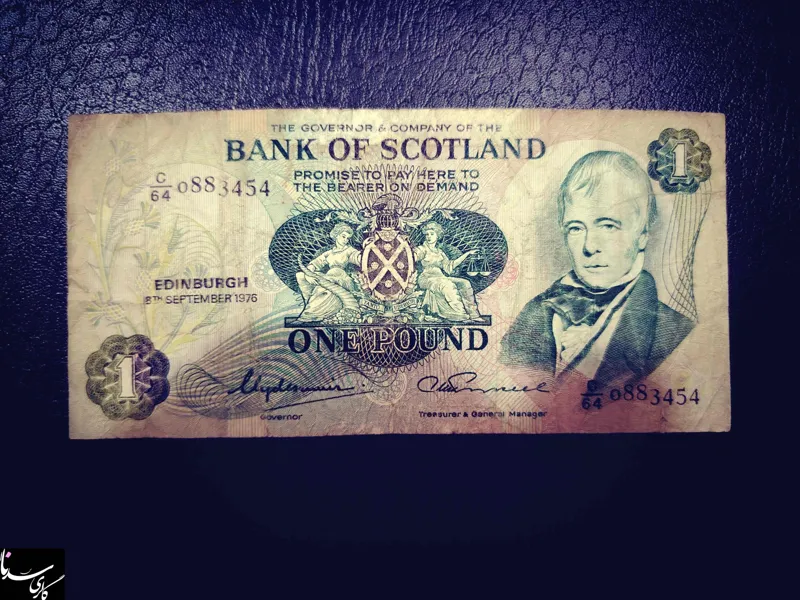 THE GOVERNOR & COMPANY OF THE
BANK OF SCOTLAND
PROMISE TO PAY HERE TO
THE BEARER ON DEMAND
C/64 0883454
EDINBURGH
8TH SEPTEMBER 1976
ONE POUND
1
1
Clydesmuir
Governor
Treasurer & General Manager
C/64 0883454